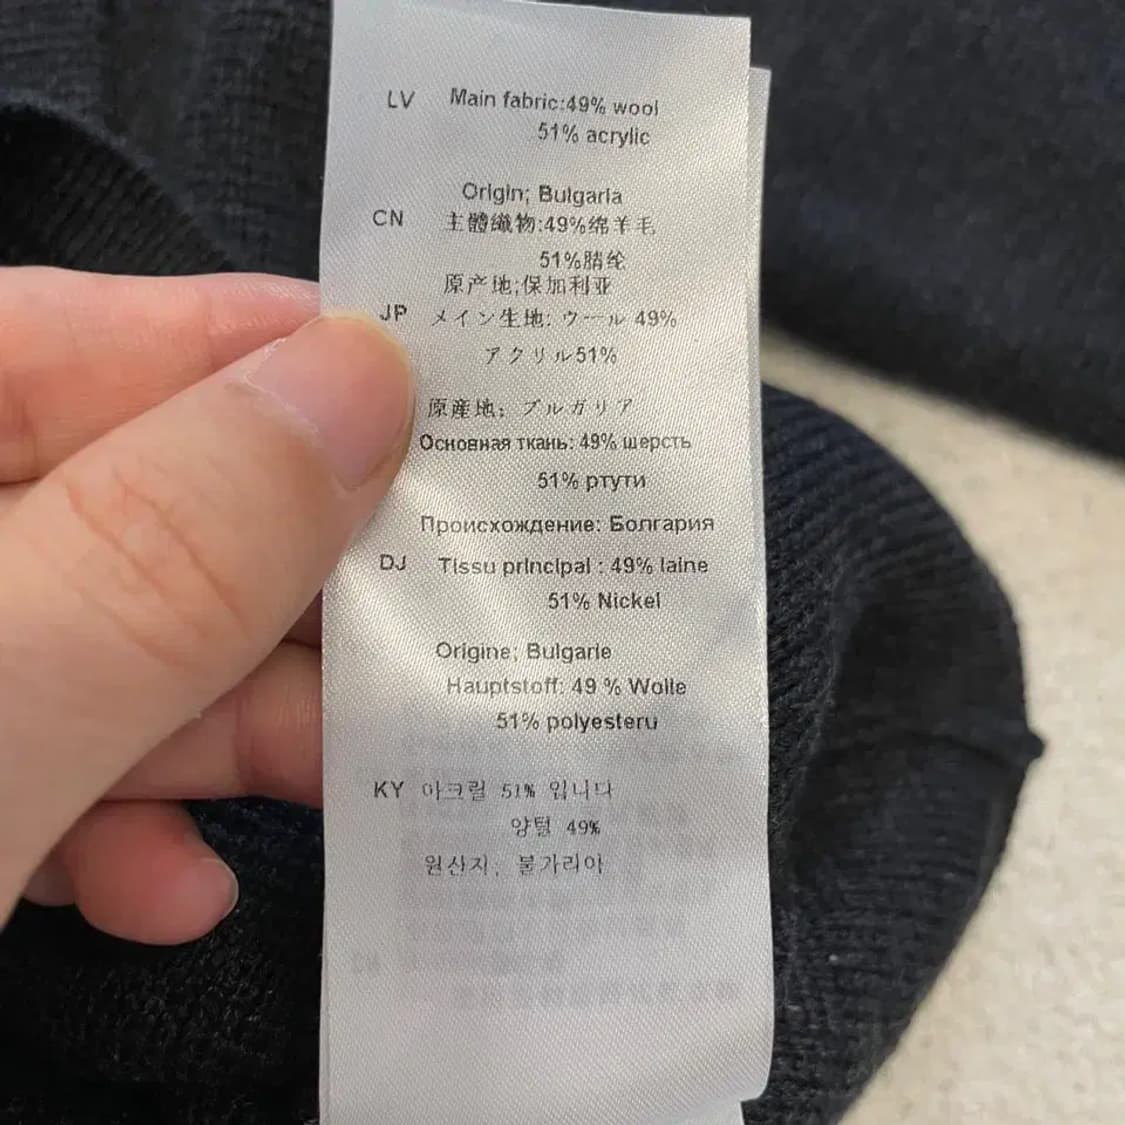 LV Main fabric:49% wool
51% acrylic
Origin; Bulgaria
CN 主體織物:49%绵羊毛
51%腈纶
原产地;保加利亚
JP メイン生地: ウール 49%
アクリル51%
原産地; ブルガリア
Основная ткань: 49% шерсть
51% ртути
Происхождение: Болгария
DJ Tissu principal : 49% laine
51% Nickel
Origine; Bulgarie
Hauptstoff: 49 % Wolle
51% polyesteru
KY 아크릴 51% 입니다
양털 49%
원산지; 불가리아